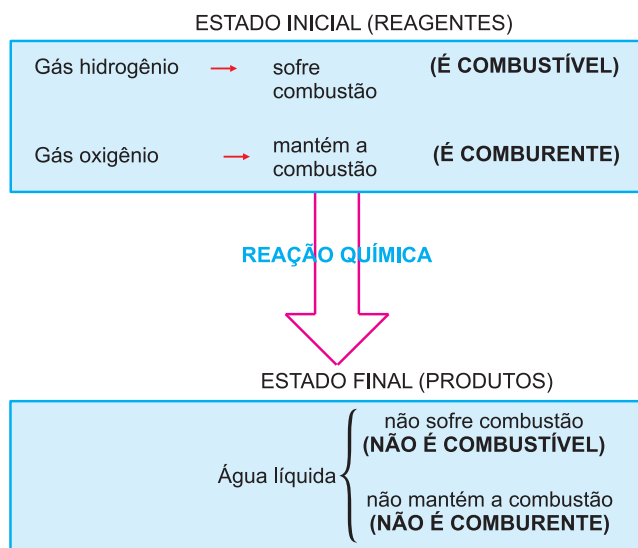 ESTADO INICIAL (REAGENTES)
Gás hidrogênio → sofre combustão (É COMBUSTÍVEL)
Gás oxigênio → mantém a combustão (É COMBURENTE)
REAÇÃO QUÍMICA
ESTADO FINAL (PRODUTOS)
Água líquida
não sofre combustão
(NÃO É COMBUSTÍVEL)
não mantém a combustão
(NÃO É COMBURENTE)